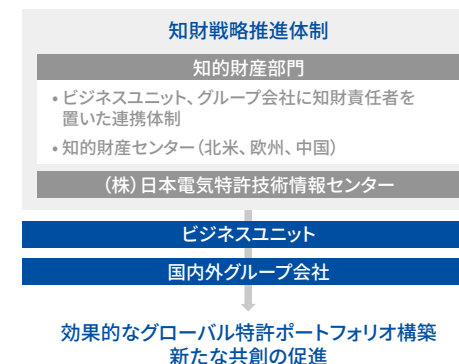 知財戦略推進体制
知的財産部門
• ビジネスユニット、グループ会社に知財責任者を
置いた連携体制
• 知的財産センター（北米、欧州、中国）
（株）日本電気特許技術情報センター
ビジネスユニット
国内外グループ会社
効果的なグローバル特許ポートフォリオ構築
新たな共創の促進